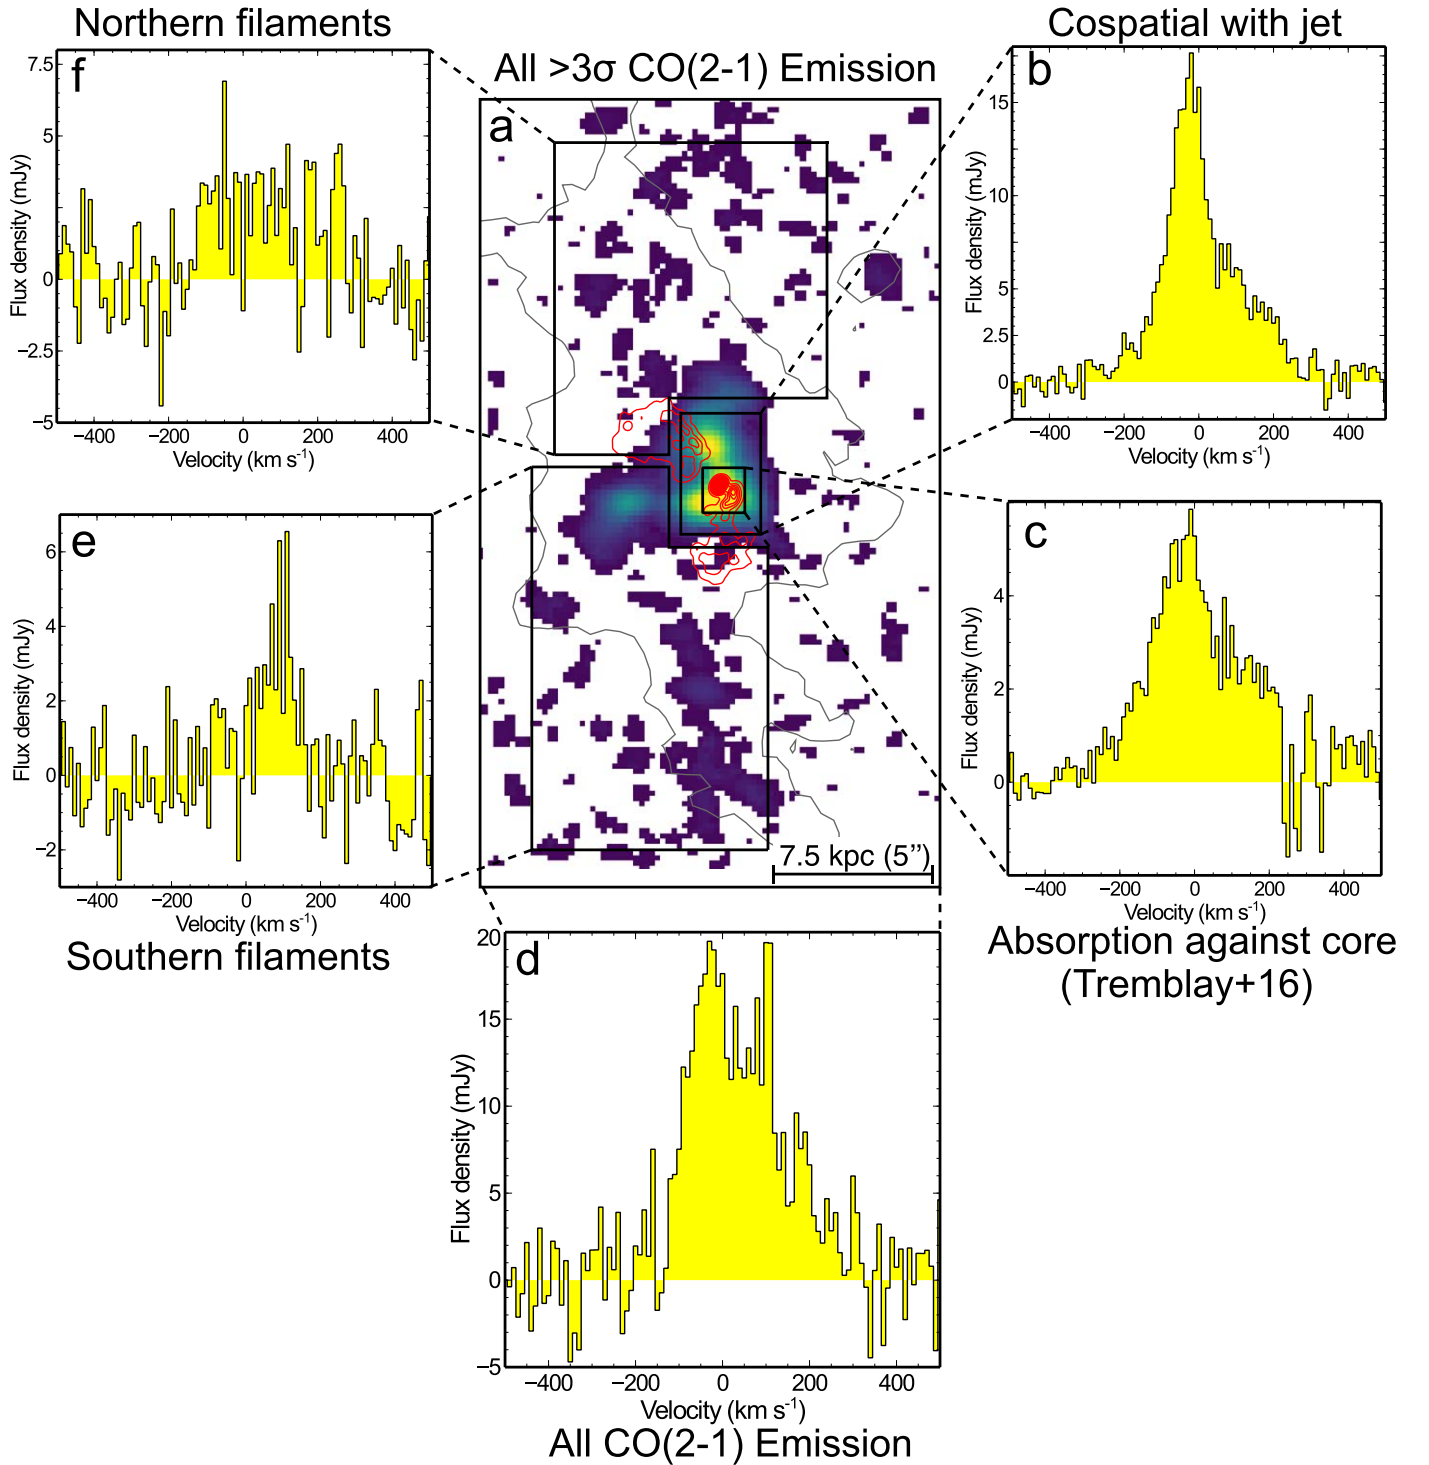 Northern filaments
Cospatial with jet
All >3σ CO(2-1) Emission
f
7.5
5
2.5
0
−2.5
−5
Flux density (mJy)
−400 −200 0 200 400
Velocity (km s-1)
a
7.5 kpc (5”)
b
15
10
5
2.5
0
Flux density (mJy)
−400 −200 0 200 400
Velocity (km s-1)
e
6
4
2
0
−2
Flux density (mJy)
−400 −200 0 200 400
Velocity (km s-1)
Southern filaments
c
4
2
0
Flux density (mJy)
−400 −200 0 200 400
Velocity (km s-1)
Absorption against core
(Tremblay+16)
d
20
15
10
5
0
−5
Flux density (mJy)
−400 −200 0 200 400
Velocity (km s-1)
All CO(2-1) Emission